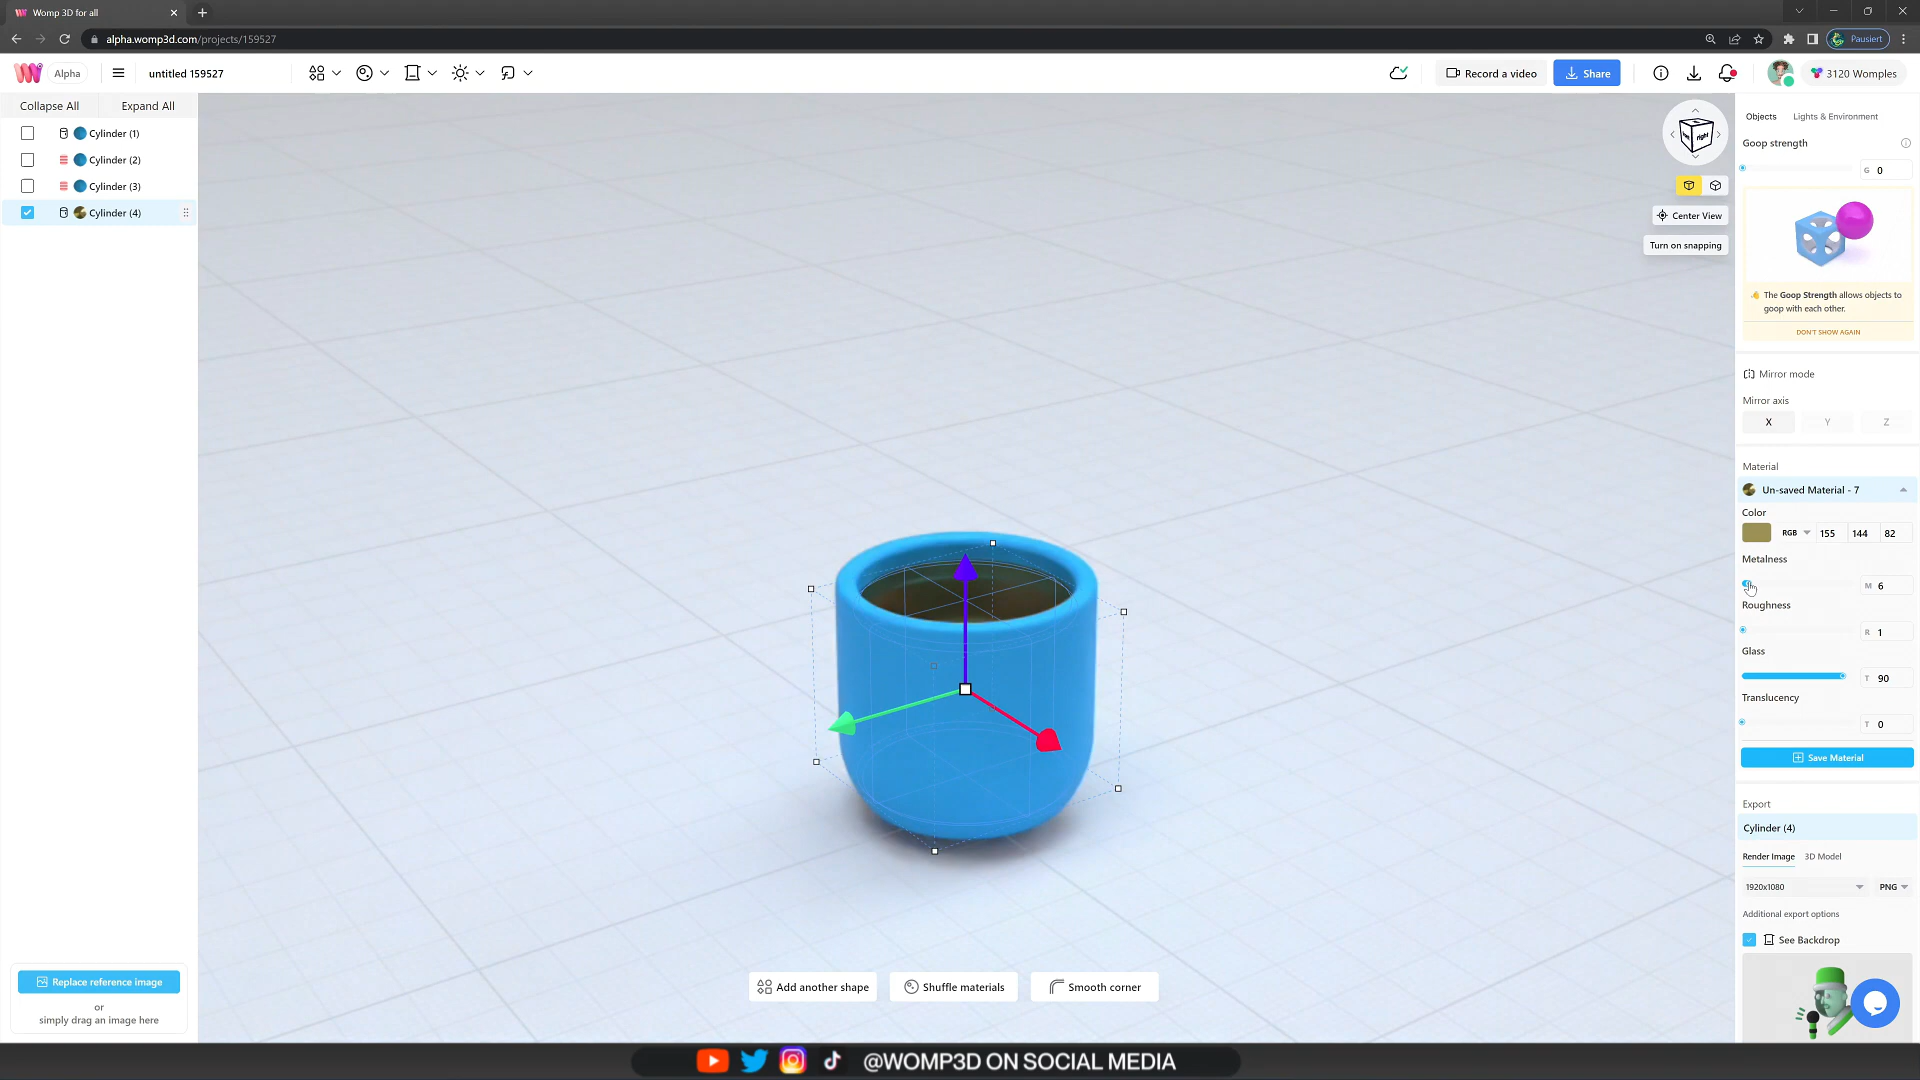 Womp 3D for all
alpha.womp3d.com/projects/159527
Pausiert
Alpha
untitled 159527
Record a video
Share
3120 Womples
Collapse All
Expand All
Cylinder (1)
Cylinder (2)
Cylinder (3)
Cylinder (4)
right
Center View
Turn on snapping
Objects
Lights & Environment
Goop strength
G 0
The Goop Strength allows objects to
goop with each other.
DON'T SHOW AGAIN
Mirror mode
Mirror axis
X
Y
Z
Material
Un-saved Material - 7
Color
RGB 155 144 82
Metalness
M 6
Roughness
R 1
Glass
T 90
Translucency
T 0
Save Material
Export
Cylinder (4)
Render Image
3D Model
1920x1080
PNG
Additional export options
See Backdrop
Replace reference image
or
simply drag an image here
Add another shape
Shuffle materials
Smooth corner
@WOMP3D ON SOCIAL MEDIA